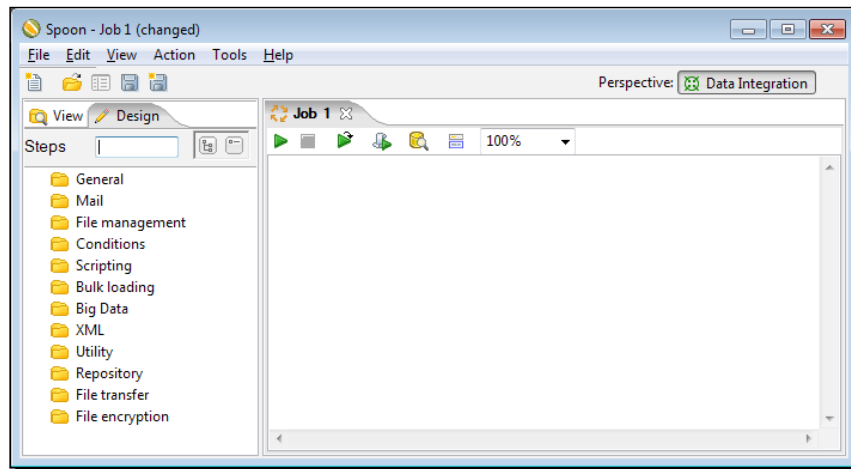 Spoon - Job 1 (changed)
File Edit View Action Tools Help
Perspective: Data Integration
View Design
Job 1
Steps
100%
General
Mail
File management
Conditions
Scripting
Bulk loading
Big Data
XML
Utility
Repository
File transfer
File encryption